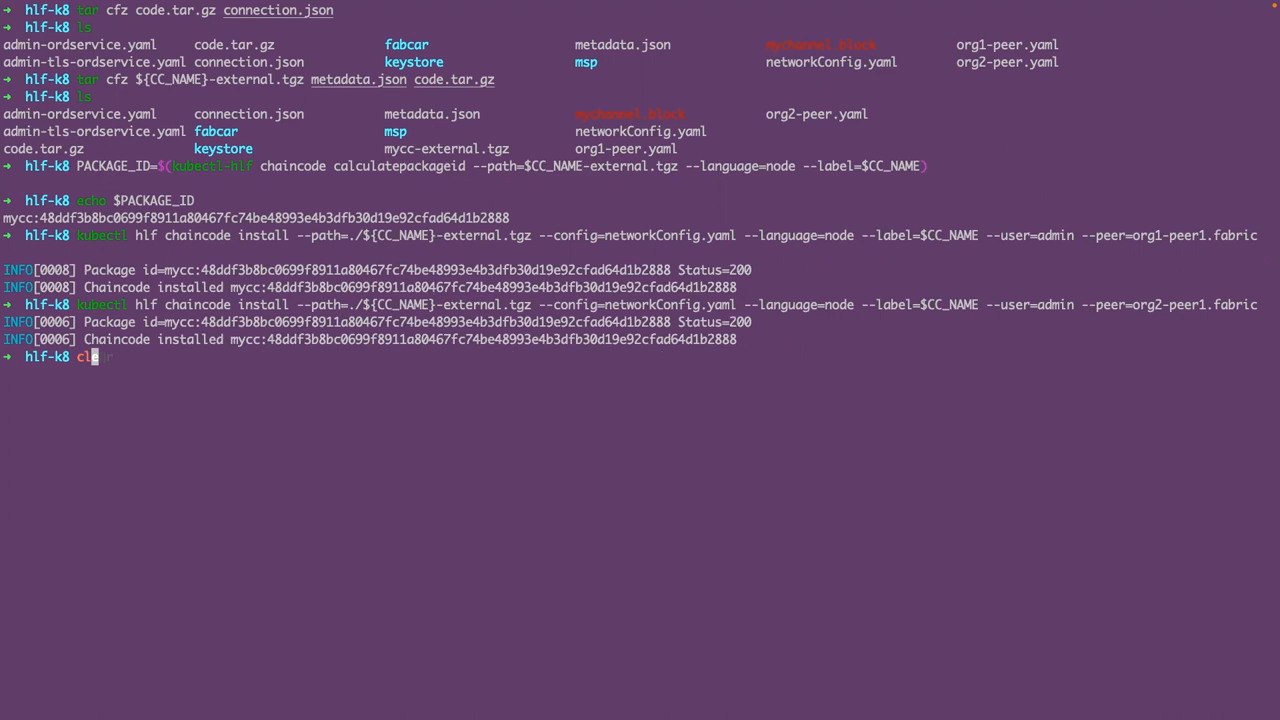 ➜ hlf-k8 tar cfz code.tar.gz connection.json
➜ hlf-k8 ls
admin-ordservice.yaml code.tar.gz fabcar metadata.json mychannel.block org1-peer.yaml
admin-tls-ordservice.yaml connection.json keystore msp networkConfig.yaml org2-peer.yaml
➜ hlf-k8 tar cfz ${CC_NAME}-external.tgz metadata.json code.tar.gz
➜ hlf-k8 ls
admin-ordservice.yaml connection.json metadata.json mychannel.block org2-peer.yaml
admin-tls-ordservice.yaml fabcar msp networkConfig.yaml
code.tar.gz keystore mycc-external.tgz org1-peer.yaml
➜ hlf-k8 PACKAGE_ID=$(kubectl-hlf chaincode calculatepackageid --path=$CC_NAME-external.tgz --language=node --label=$CC_NAME)
➜ hlf-k8 echo $PACKAGE_ID
mycc:48ddf3b8bc0699f8911a80467fc74be48993e4b3dfb30d19e92cfad64d1b2888
➜ hlf-k8 kubectl hlf chaincode install --path=./${CC_NAME}-external.tgz --config=networkConfig.yaml --language=node --label=$CC_NAME --user=admin --peer=org1-peer1.fabric
INFO[0008] Package id=mycc:48ddf3b8bc0699f8911a80467fc74be48993e4b3dfb30d19e92cfad64d1b2888 Status=200
INFO[0008] Chaincode installed mycc:48ddf3b8bc0699f8911a80467fc74be48993e4b3dfb30d19e92cfad64d1b2888
➜ hlf-k8 kubectl hlf chaincode install --path=./${CC_NAME}-external.tgz --config=networkConfig.yaml --language=node --label=$CC_NAME --user=admin --peer=org2-peer1.fabric
INFO[0006] Package id=mycc:48ddf3b8bc0699f8911a80467fc74be48993e4b3dfb30d19e92cfad64d1b2888 Status=200
INFO[0006] Chaincode installed mycc:48ddf3b8bc0699f8911a80467fc74be48993e4b3dfb30d19e92cfad64d1b2888
➜ hlf-k8 clear